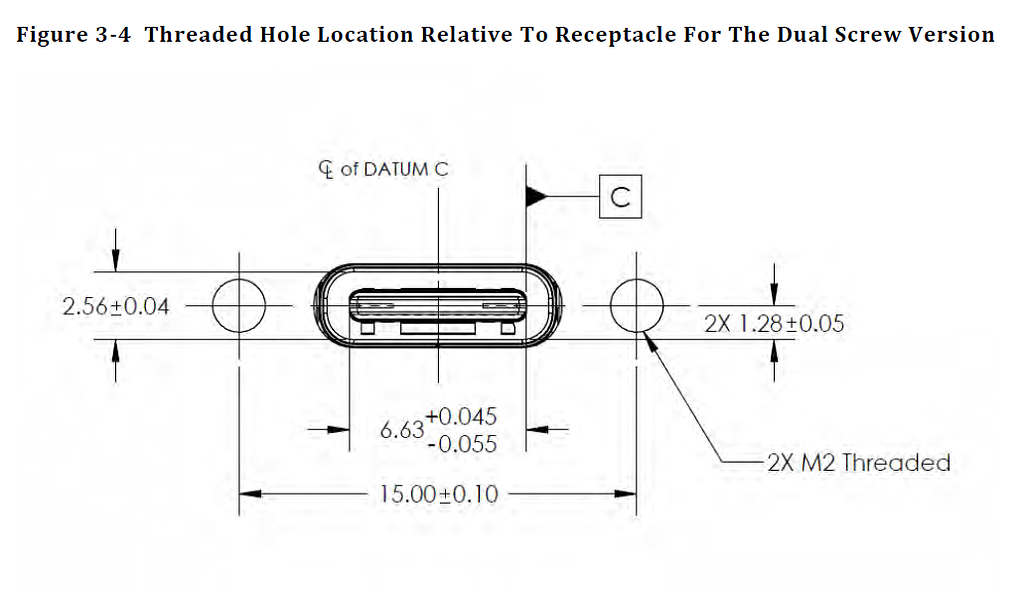 Figure 3-4 Threaded Hole Location Relative To Receptacle For The Dual Screw Version
℄ of DATUM C
C
2.56±0.04
2X 1.28±0.05
6.63 +0.045
-0.055
2X M2 Threaded
15.00±0.10